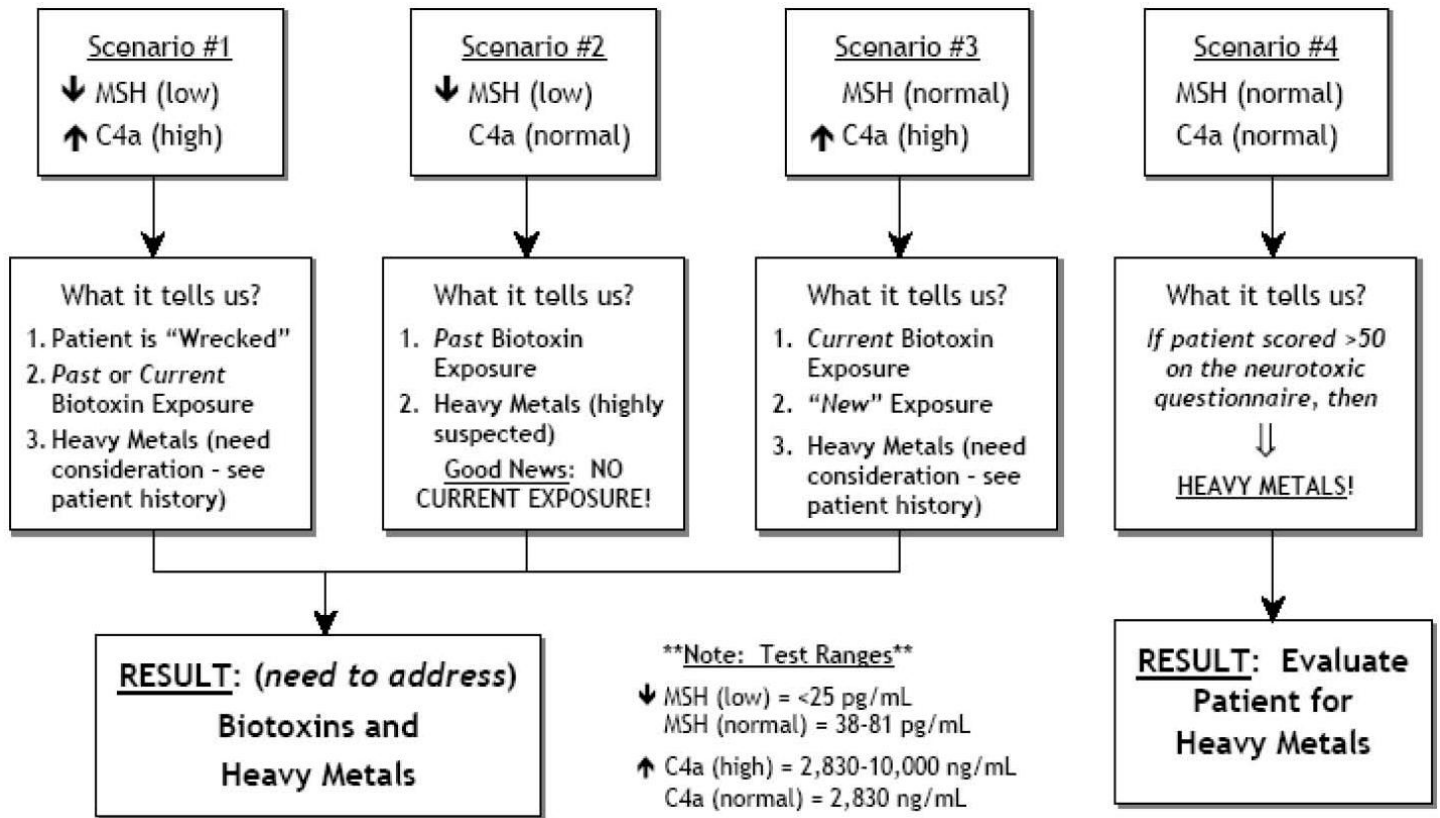 Scenario #1
🡻 MSH (low)
🡹 C4a (high)
Scenario #2
🡻 MSH (low)
C4a (normal)
Scenario #3
MSH (normal)
🡹 C4a (high)
Scenario #4
MSH (normal)
C4a (normal)
What it tells us?
1. Patient is “Wrecked”
2. Past or Current
Biotoxin Exposure
3. Heavy Metals (need
consideration - see
patient history)
What it tells us?
1. Past Biotoxin
Exposure
2. Heavy Metals (highly
suspected)
Good News: NO
CURRENT EXPOSURE!
What it tells us?
1. Current Biotoxin
Exposure
2. “New” Exposure
3. Heavy Metals (need
consideration - see
patient history)
What it tells us?
If patient scored >50
on the neurotoxic
questionnaire, then
⇓
HEAVY METALS!
RESULT: (need to address)
Biotoxins and
Heavy Metals
**Note: Test Ranges**
🡻 MSH (low) = <25 pg/mL
MSH (normal) = 38-81 pg/mL
🡹 C4a (high) = 2,830-10,000 ng/mL
C4a (normal) = 2,830 ng/mL
RESULT: Evaluate
Patient for
Heavy Metals